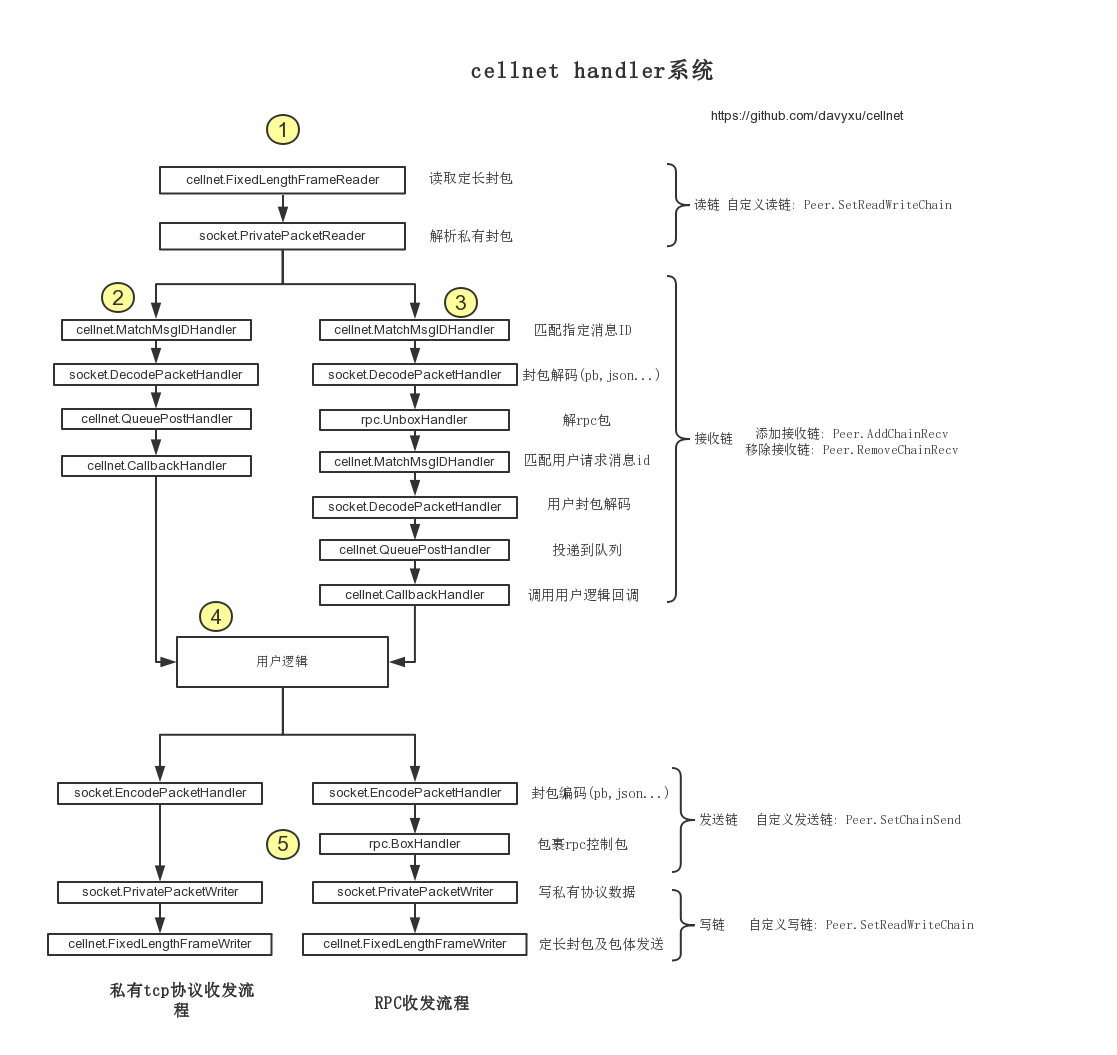 cellnet handler系统
https://github.com/davyxu/cellnet
1
cellnet.FixedLengthFrameReader
读取定长封包
读链 自定义读链: Peer.SetReadWriteChain
socket.PrivatePacketReader
解析私有封包
2
3
cellnet.MatchMsgIDHandler
cellnet.MatchMsgIDHandler
匹配指定消息ID
socket.DecodePacketHandler
socket.DecodePacketHandler
封包解码(pb,json...)
cellnet.QueuePostHandler
rpc.UnboxHandler
解rpc包
接收链
添加接收链: Peer.AddChainRecv
移除接收链: Peer.RemoveChainRecv
cellnet.CallbackHandler
cellnet.MatchMsgIDHandler
匹配用户请求消息id
socket.DecodePacketHandler
用户封包解码
cellnet.QueuePostHandler
投递到队列
cellnet.CallbackHandler
调用用户逻辑回调
4
用户逻辑
socket.EncodePacketHandler
socket.EncodePacketHandler
封包编码(pb,json...)
发送链 自定义发送链: Peer.SetChainSend
5
rpc.BoxHandler
包裹rpc控制包
socket.PrivatePacketWriter
socket.PrivatePacketWriter
写私有协议数据
写链 自定义写链: Peer.SetReadWriteChain
cellnet.FixedLengthFrameWriter
cellnet.FixedLengthFrameWriter
定长封包及包体发送
私有tcp协议收发流
程
RPC收发流程